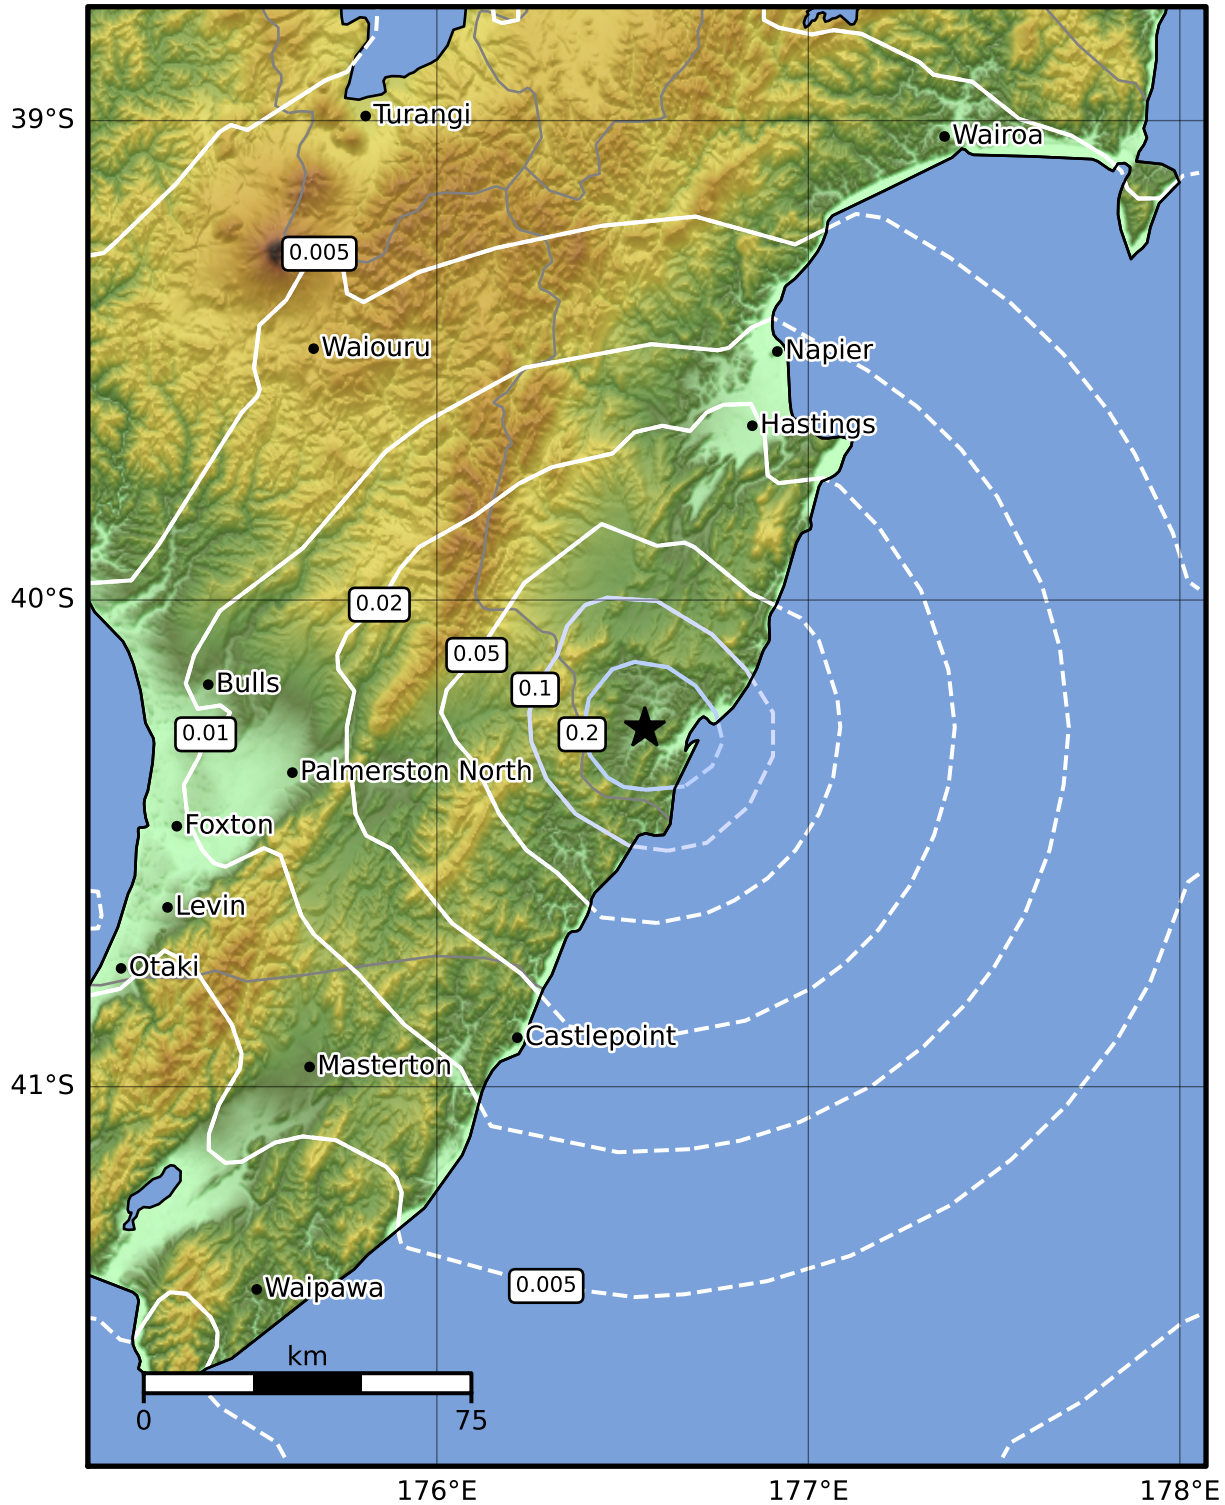 39°S
Turangi
Wairoa
0.005
Waiouru
Napier
Hastings
40°S
0.02
0.05
Bulls
0.1
0.01
0.2
Palmerston North
Foxton
Levin
Otaki
Castlepoint
Masterton
41°S
Waipawa
0.005
km
0
75
176°E
177°E
178°E